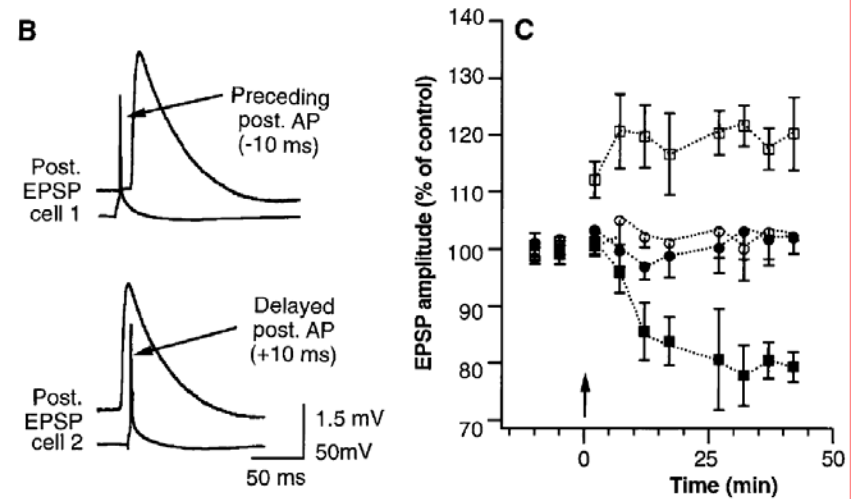 B
Preceding
post. AP
(-10 ms)
Post.
EPSP
cell 1
Delayed
post. AP
(+10 ms)
Post.
EPSP
cell 2
1.5 mV
50mV
50 ms
C
EPSP amplitude (% of control)
140
130
120
110
100
90
80
70
0
25
50
Time (min)